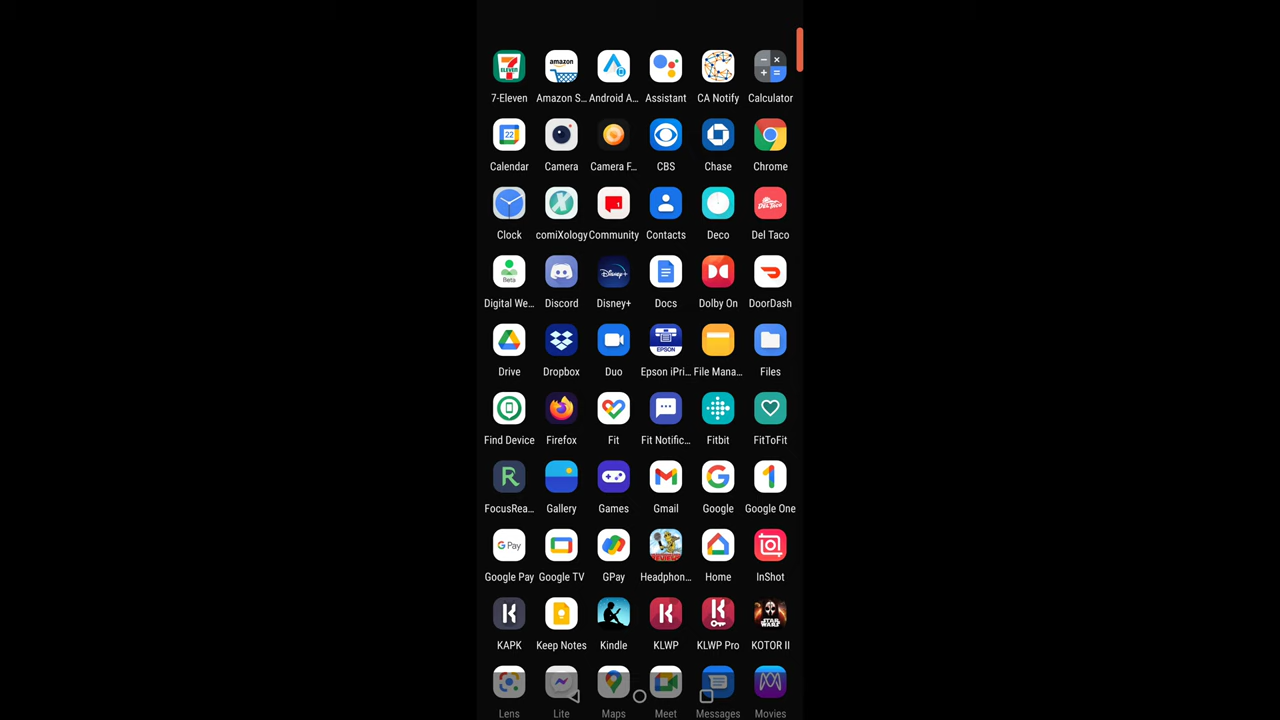 7-Eleven Amazon S... Android A... Assistant CA Notify Calculator
Calendar Camera Camera F... CBS Chase Chrome
Clock comiXology Community Contacts Deco Del Taco
Digital We... Discord Disney+ Docs Dolby On DoorDash
Drive Dropbox Duo Epson iPri... File Mana... Files
Find Device Firefox Fit Fit Notific... Fitbit FitToFit
FocusRea... Gallery Games Gmail Google Google One
Google Pay Google TV GPay Headphon... Home InShot
KAPK Keep Notes Kindle KLWP KLWP Pro KOTOR II
Lens Lite Maps Meet Messages Movies